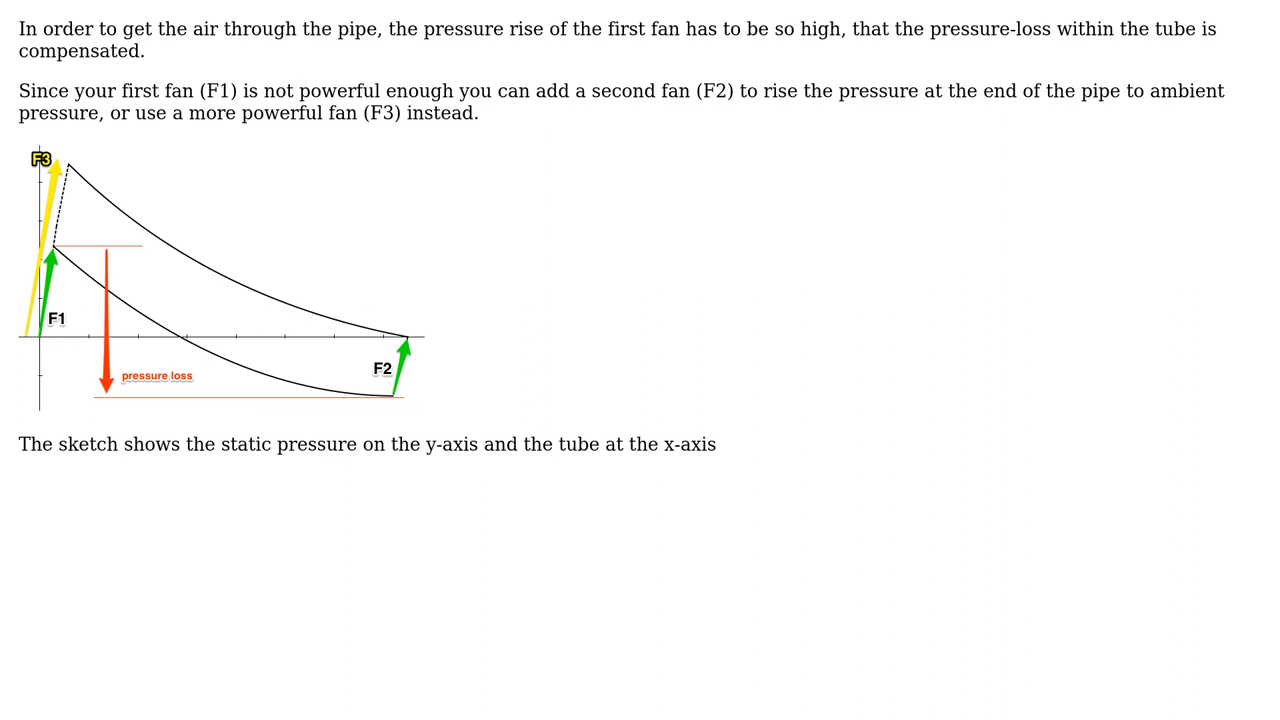 In order to get the air through the pipe, the pressure rise of the first fan has to be so high, that the pressure-loss within the tube is
compensated.
Since your first fan (F1) is not powerful enough you can add a second fan (F2) to rise the pressure at the end of the pipe to ambient
pressure, or use a more powerful fan (F3) instead.
F3
F1
F2
pressure loss
The sketch shows the static pressure on the y-axis and the tube at the x-axis